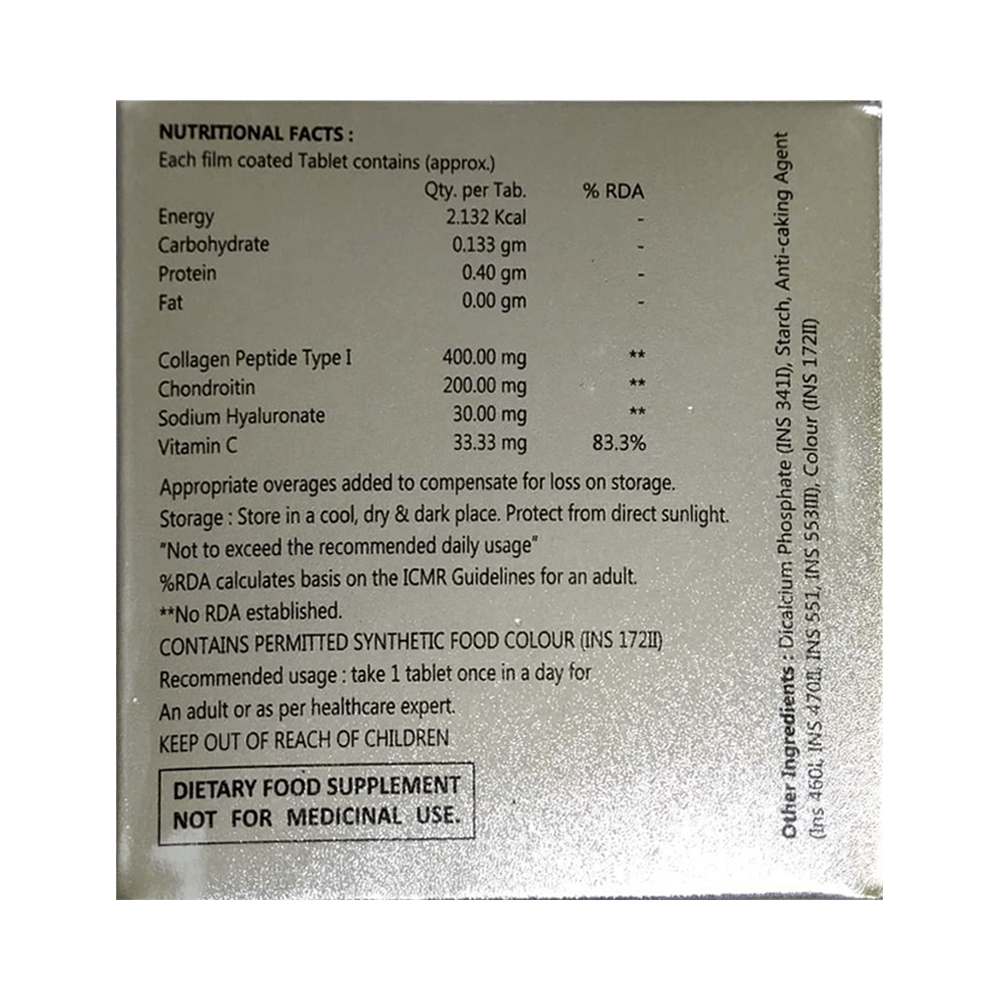 NUTRITIONAL FACTS :
Each film coated Tablet contains (approx.)
Qty. per Tab. % RDA
Energy 2.132 Kcal -
Carbohydrate 0.133 gm -
Protein 0.40 gm -
Fat 0.00 gm -
Collagen Peptide Type I 400.00 mg **
Chondroitin 200.00 mg **
Sodium Hyaluronate 30.00 mg **
Vitamin C 33.33 mg 83.3%
Appropriate overages added to compensate for loss on storage.
Storage : Store in a cool, dry & dark place. Protect from direct sunlight.
"Not to exceed the recommended daily usage"
%RDA calculates basis on the ICMR Guidelines for an adult.
**No RDA established.
CONTAINS PERMITTED SYNTHETIC FOOD COLOUR (INS 172II)
Recommended usage : take 1 tablet once in a day for
An adult or as per healthcare expert.
KEEP OUT OF REACH OF CHILDREN
DIETARY FOOD SUPPLEMENT
NOT FOR MEDICINAL USE.
Other Ingredients : Dicalcium Phosphate (INS 341II), Starch, Anti-caking Agent
(Ins 460I, INS 470II, INS 551, INS 553III), Colour (INS 172II)